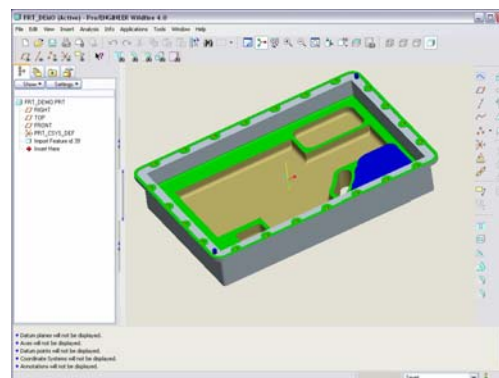 PRT_DEMO (Active) - Pro/ENGINEER Wildfire 4.0
File Edit View Insert Analysis Info Applications Tools Window Help
Show Settings
PRT_DEMO.PRT
RIGHT
TOP
FRONT
PRT_CSYS_DEF
Import Feature id 39
Insert Here
Datum planes will not be displayed.
Axes will not be displayed.
Datum points will not be displayed.
Coordinate Systems will not be displayed.
Annotations will not be displayed.